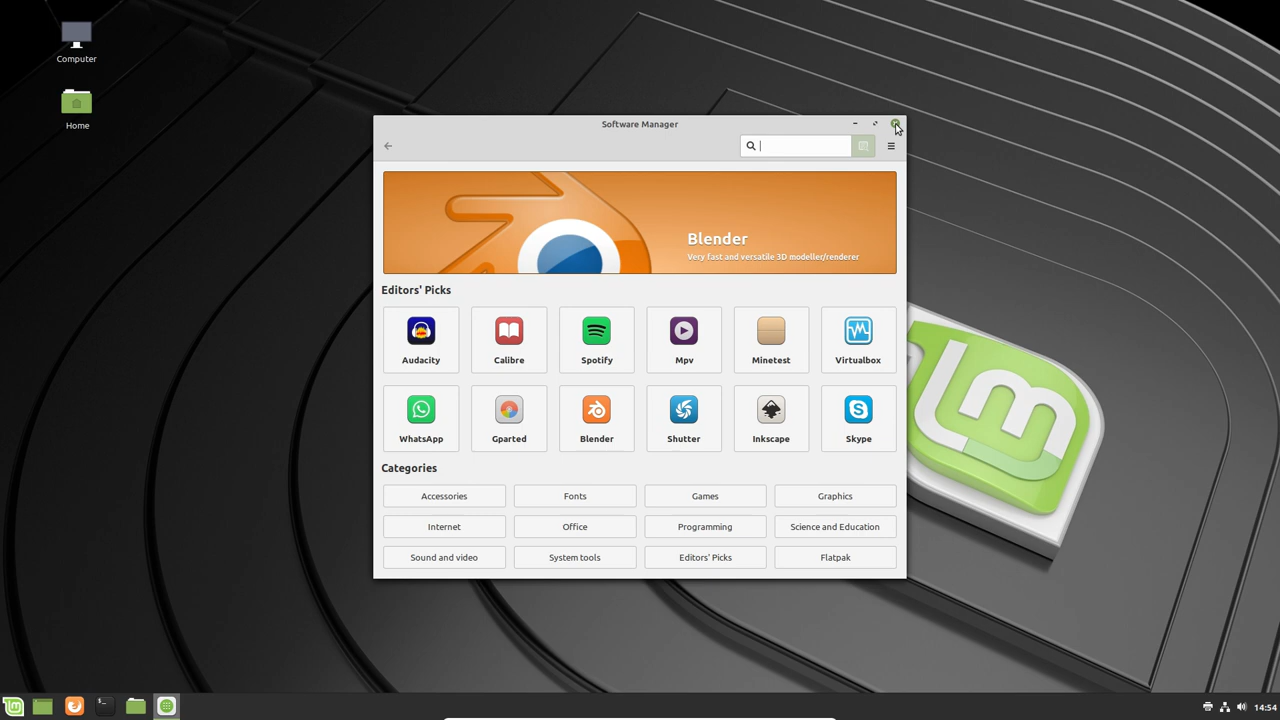 Computer
Home
Software Manager
Blender
Very fast and versatile 3D modeller/renderer
Editors' Picks
Audacity
Calibre
Spotify
Mpv
Minetest
Virtualbox
WhatsApp
Gparted
Blender
Shutter
Inkscape
Skype
Categories
Accessories
Fonts
Games
Graphics
Internet
Office
Programming
Science and Education
Sound and video
System tools
Editors' Picks
Flatpak
14:54